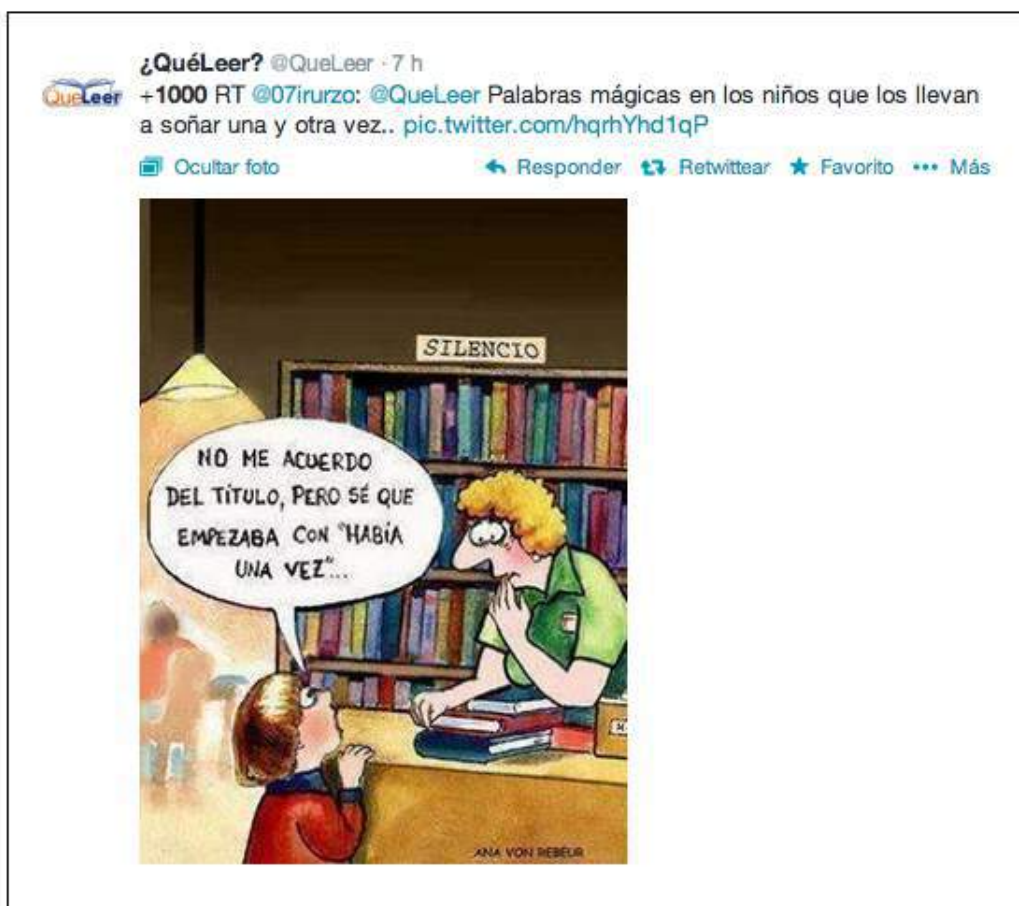 ¿QuéLeer? @QueLeer · 7 h
QueLeer
+1000 RT @07irurzo: @QueLeer Palabras mágicas en los niños que los llevan
a soñar una y otra vez.. pic.twitter.com/hqrhYhd1qP
Ocultar foto Responder Retwittear Favorito Más
SILENCIO
NO ME ACUERDO
DEL TÍTULO, PERO SÉ QUE
EMPEZABA CON "HABÍA
UNA VEZ"...
ANA VON REBEUR